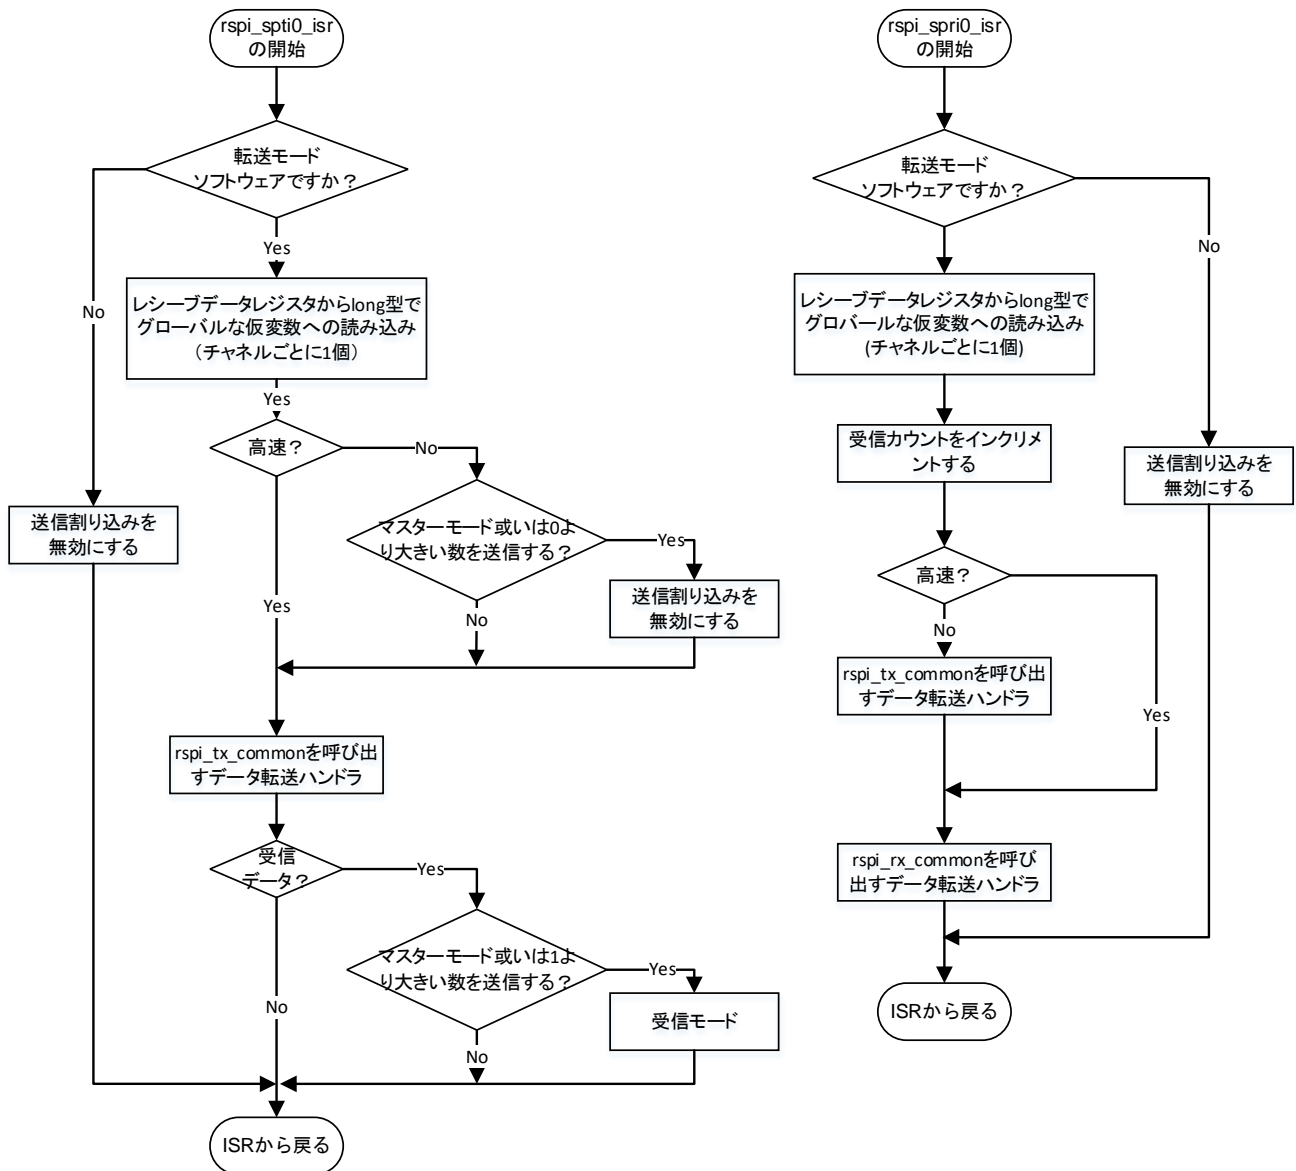 rspi_spti0_isr
の開始
転送モード
ソフトウェアですか？
Yes
No
レシーブデータレジスタからlong型で
グローバルな仮変数への読み込み
（チャネルごとに1個）
Yes
高速？
No
マスターモード或いは0よ
り大きい数を送信する？
Yes
送信割り込みを
無効にする
送信割り込みを
無効にする
Yes
No
rspi_tx_commonを呼び出
すデータ転送ハンドラ
受信
データ？
Yes
マスターモード或いは1よ
り大きい数を送信する？
Yes
受信モード
No
No
ISRから戻る
rspi_spri0_isr
の開始
転送モード
ソフトウェアですか？
No
レシーブデータレジスタからlong型で
グロバールな仮変数への読み込み
(チャネルごとに1個)
受信カウントをインクリメ
ントする
送信割り込みを
無効にする
高速？
No
rspi_tx_commonを呼び出
すデータ転送ハンドラ
Yes
rspi_rx_commonを呼び
出すデータ転送ハンドラ
ISRから戻る